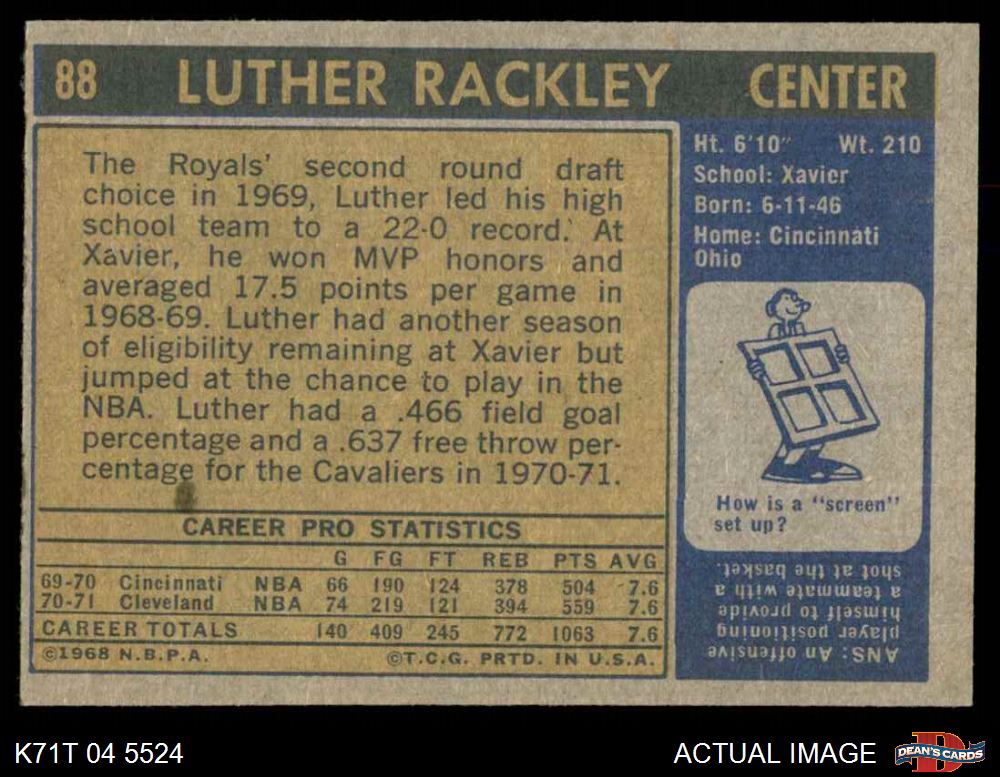 88 LUTHER RACKLEY CENTER
The Royals' second round draft
choice in 1969, Luther led his high
school team to a 22-0 record. At
Xavier, he won MVP honors and
averaged 17.5 points per game in
1968-69. Luther had another season
of eligibility remaining at Xavier but
jumped at the chance to play in the
NBA. Luther had a .466 field goal
percentage and a .637 free throw per-
centage for the Cavaliers in 1970-71.
CAREER PRO STATISTICS
G FG FT REB PTS AVG
69-70 Cincinnati NBA 66 190 124 378 504 7.6
70-71 Cleveland NBA 74 219 121 394 559 7.6
CAREER TOTALS 140 409 245 772 1063 7.6
©1968 N.B.P.A. ©T.C.G. PRTD. IN U.S.A.
Ht. 6'10" Wt. 210
School: Xavier
Born: 6-11-46
Home: Cincinnati
Ohio
How is a "screen"
set up?
ANS: An offensive
player positioning
himself to provide
a teammate with a
shot at the basket.
K71T 04 5524
ACTUAL IMAGE
D
DEAN'S CARDS